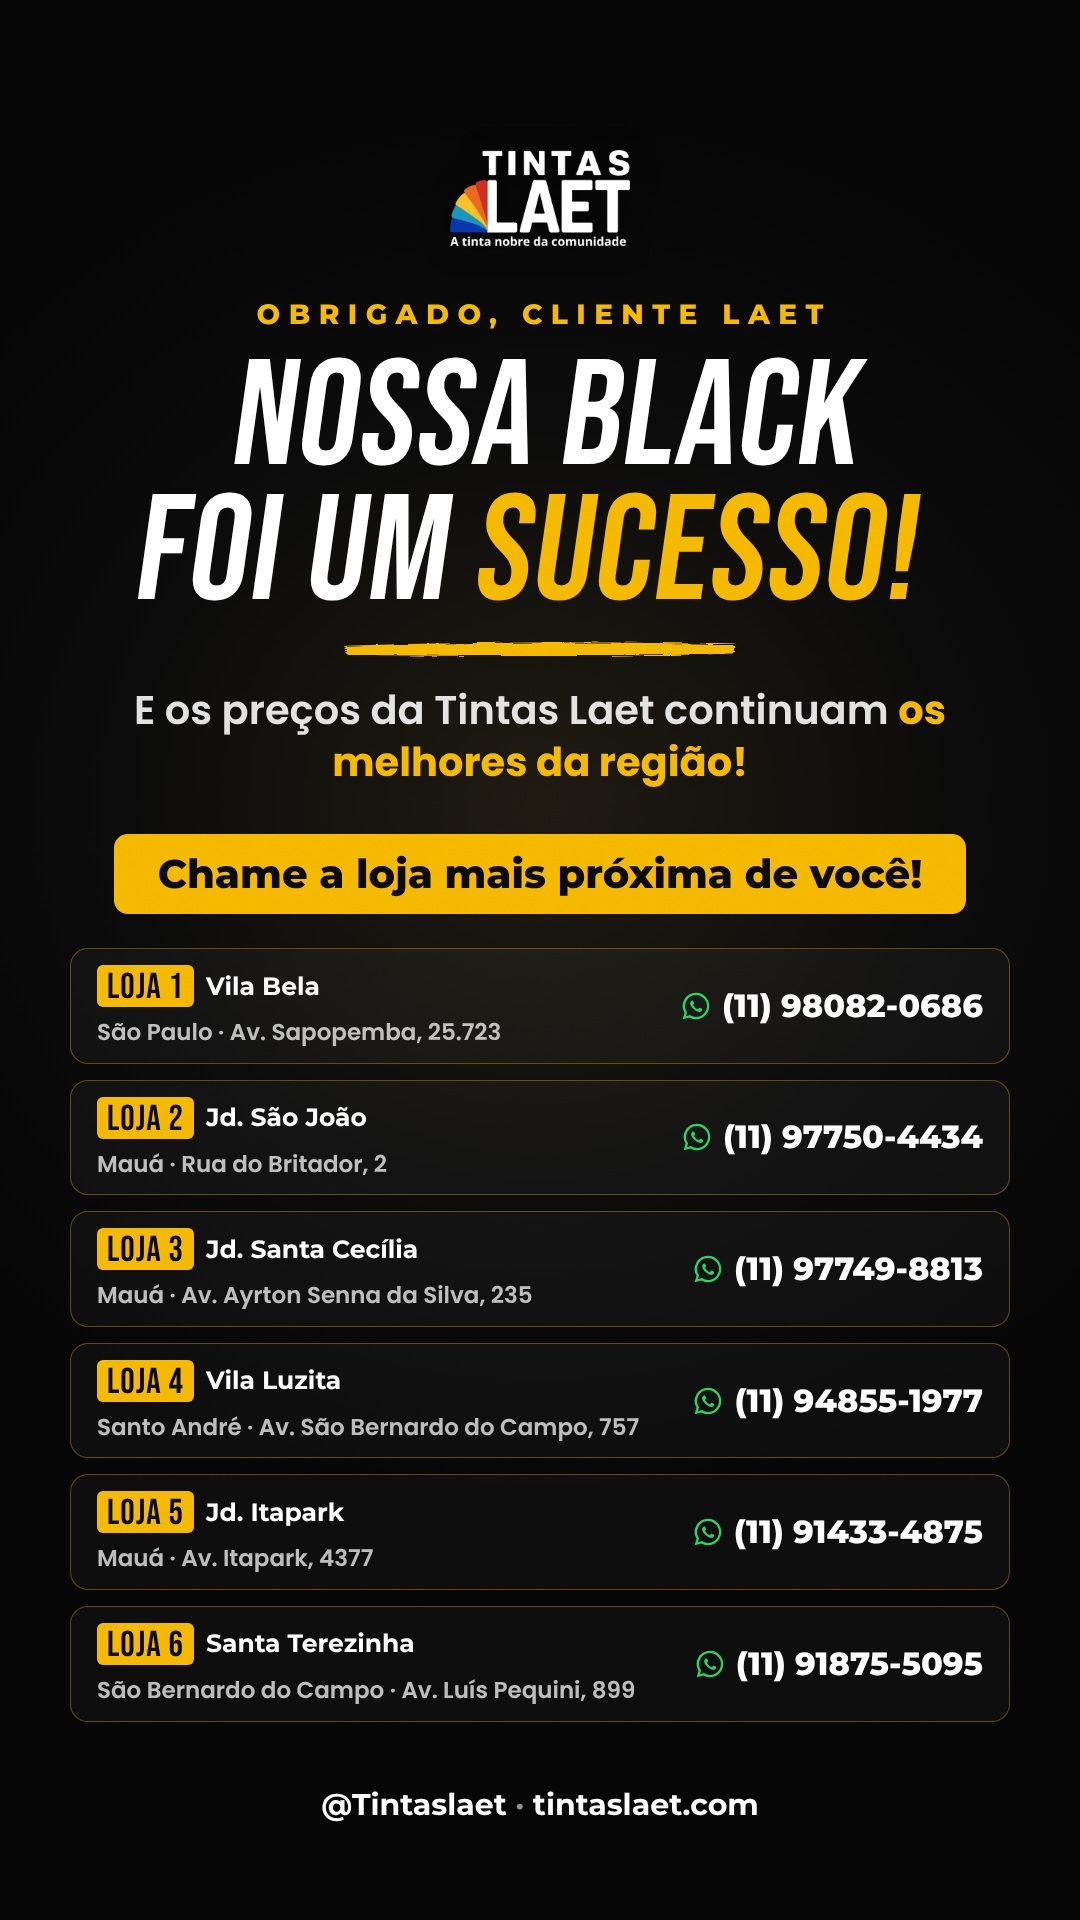 TINTAS
LAET
A tinta nobre da comunidade
OBRIGADO, CLIENTE LAET
NOSSA BLACK
FOI UM SUCESSO!
E os preços da Tintas Laet continuam os
melhores da região!
Chame a loja mais próxima de você!
LOJA 1 Vila Bela
São Paulo · Av. Sapopemba, 25.723
(11) 98082-0686
LOJA 2 Jd. São João
Mauá · Rua do Britador, 2
(11) 97750-4434
LOJA 3 Jd. Santa Cecília
Mauá · Av. Ayrton Senna da Silva, 235
(11) 97749-8813
LOJA 4 Vila Luzita
Santo André · Av. São Bernardo do Campo, 757
(11) 94855-1977
LOJA 5 Jd. Itapark
Mauá · Av. Itapark, 4377
(11) 91433-4875
LOJA 6 Santa Terezinha
São Bernardo do Campo · Av. Luís Pequini, 899
(11) 91875-5095
@Tintaslaet · tintaslaet.com